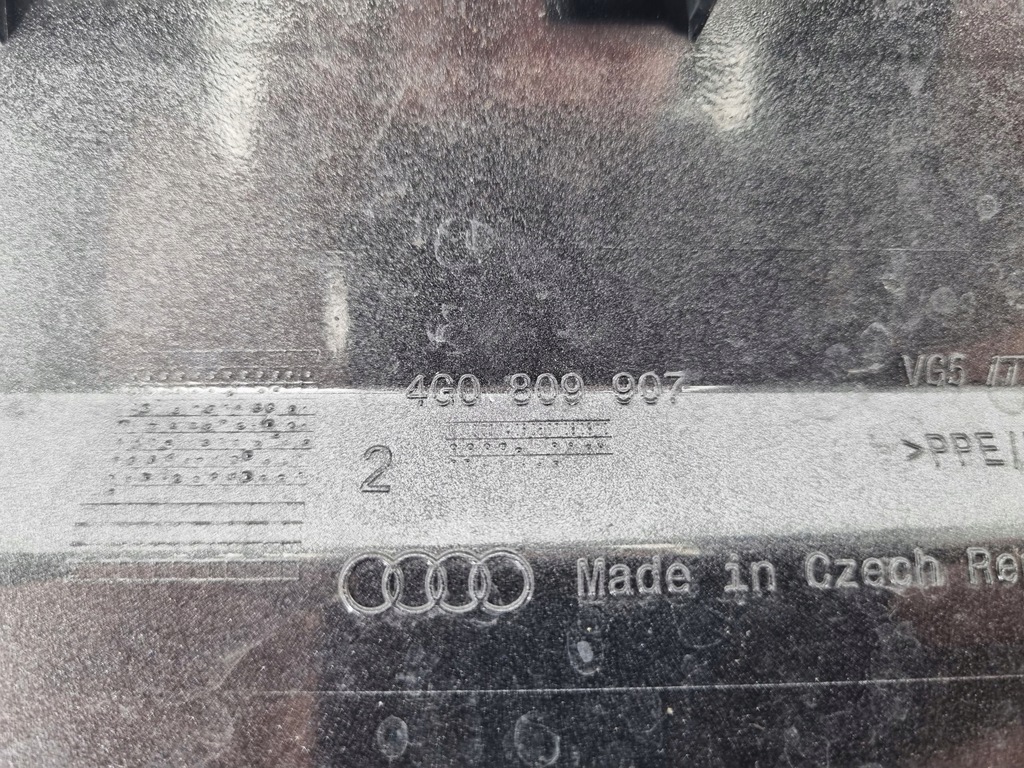 4G0 809 907
VG5
2
>PPE/
Made in Czech Re